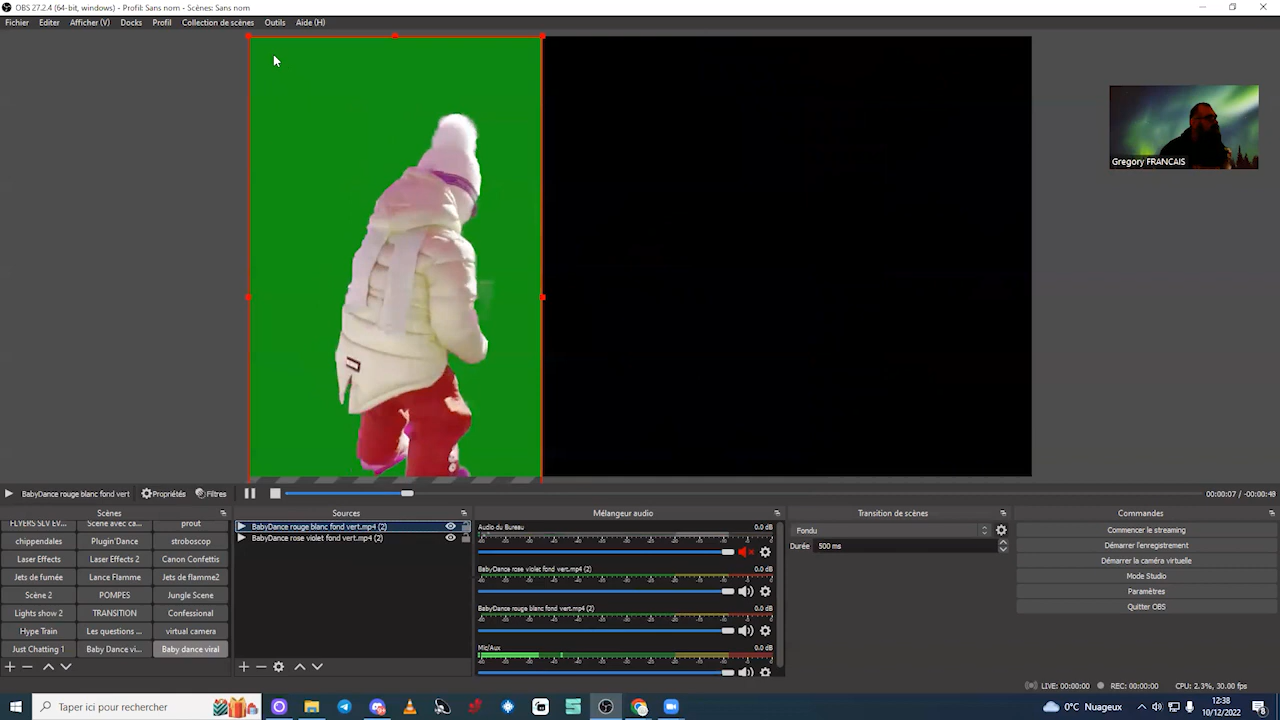 OBS 27.2.4 (64-bit, windows) - Profil: Sans nom - Scènes: Sans nom
Fichier Editer Afficher (V) Docks Profil Collection de scènes Outils Aide (H)
Gregory FRANCAIS
BabyDance rouge blanc fond vert Propriétés Filtres 00:00:07 / -00:00:49
Scènes Sources Mélangeur audio Transition de scènes Commandes
FLYERS SLV EV... Scène avec ca... prout
chippendales Plugin'Dance stroboscop
Laser Effects Laser Effects 2 Canon Confettis
Jets de fumée Lance Flamme Jets de flamme2
Scène 2 POMPES Jungle Scene
Lights show 2 TRANSITION Confessional
Hype Train Les questions ... virtual camera
Just Chatting 1 Baby Dance vi... Baby dance viral
BabyDance rouge blanc fond vert.mp4 (2)
BabyDance rose violet fond vert.mp4 (2)
Audio du Bureau 0.0 dB
BabyDance rose violet fond vert.mp4 (2) 0.0 dB
BabyDance rouge blanc fond vert.mp4 (2) 0.0 dB
Mic/Aux 0.0 dB
Fondu
Durée 500 ms
Commencer le streaming
Démarrer l'enregistrement
Démarrer la caméra virtuelle
Mode Studio
Paramètres
Quitter OBS
LIVE: 00:00:00 REC: 00:00:00 CPU: 2.3%, 30.00 fps
Taper ici pour rechercher
0°C Nuageux
12:38
10/12/2022